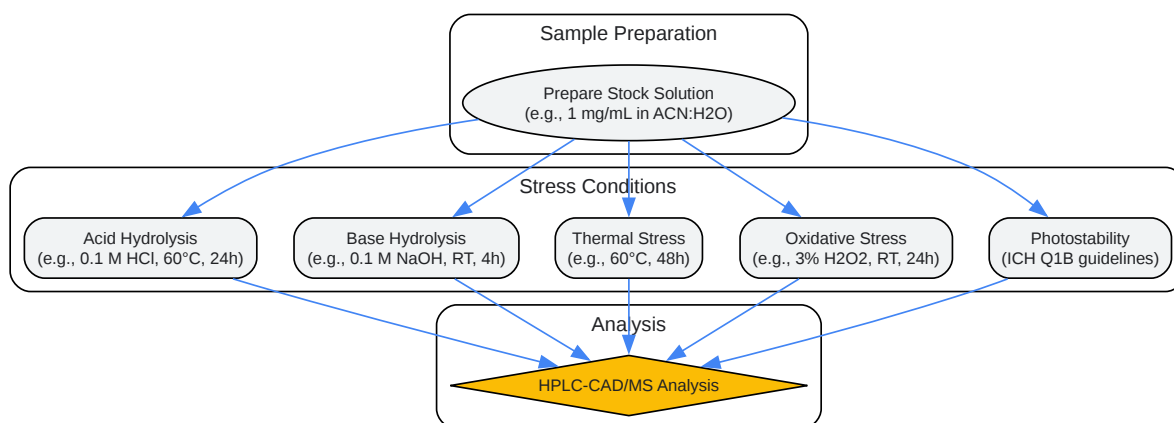 Sample Preparation
Prepare Stock Solution
(e.g., 1 mg/mL in ACN:H2O)
Stress Conditions
Acid Hydrolysis
(e.g., 0.1 M HCl, 60°C, 24h)
Base Hydrolysis
(e.g., 0.1 M NaOH, RT, 4h)
Thermal Stress
(e.g., 60°C, 48h)
Oxidative Stress
(e.g., 3% H2O2, RT, 24h)
Photostability
(ICH Q1B guidelines)
Analysis
HPLC-CAD/MS Analysis